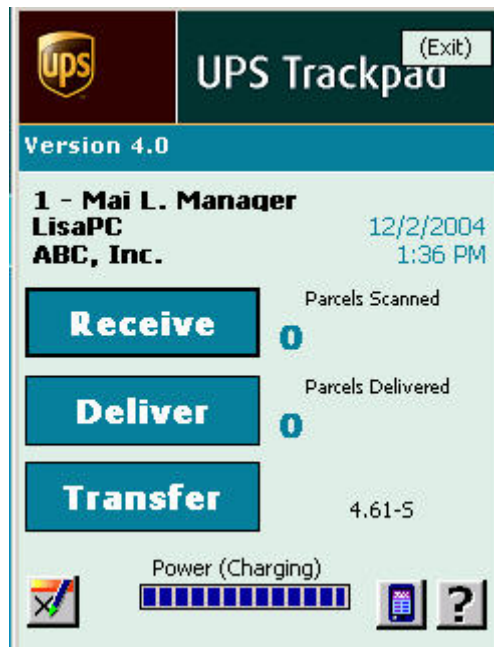 ups
(Exit)
UPS Trackpad
Version 4.0
1 - Mai L. Manager
LisaPC
12/2/2004
ABC, Inc.
1:36 PM
Receive
Parcels Scanned
0
Deliver
Parcels Delivered
0
Transfer
4.61-S
Power (Charging)
?